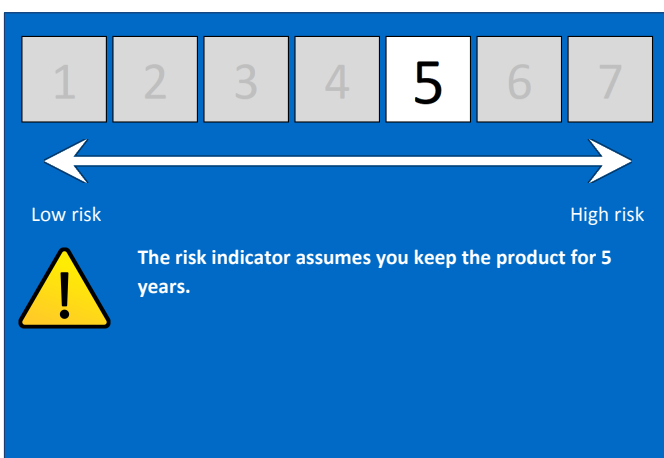 1 2 3 4 5 6 7
Low risk High risk
The risk indicator assumes you keep the product for 5
years.